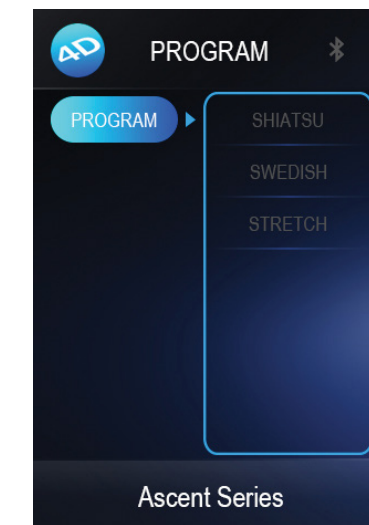 4D
PROGRAM
PROGRAM
SHIATSU
SWEDISH
STRETCH
Ascent Series